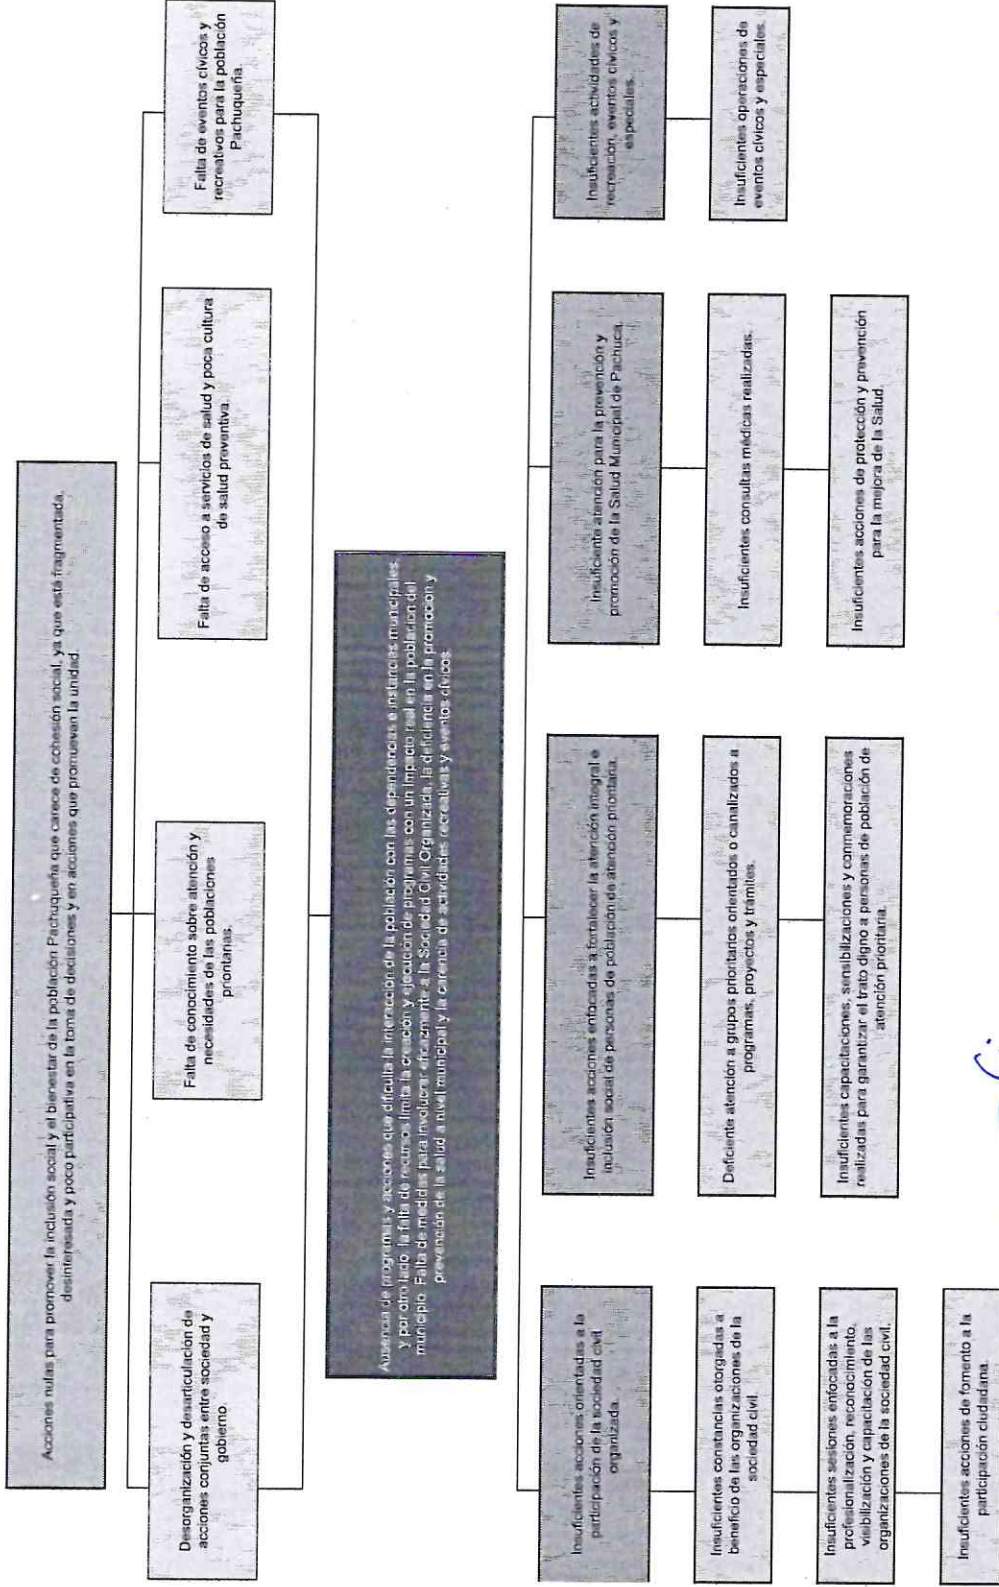 Acciones nulas para promover la inclusión social y el bienestar de la población Pachuqueña que carece de cohesión social, ya que está fragmentada,
desinteresada y poco participativa en la toma de decisiones y en acciones que promuevan la unidad.
Desorganización y desarticulacion de
acciones conjuntas entre sociedad y
gobierno.
Falta de conocimiento sobre atención y
necesidades de las poblaciones
prioritarias.
Falta de acceso a servicios de salud y poca cultura
de salud preventiva.
Falta de eventos cívicos y
recreativos para la población
Pachuqueña.
Ausencia de programas y acciones que dificulta la interacción de la población con las dependencias e instancias municipales
y por otro lado, la falta de recursos limita la creación y ejecución de programas con un impacto real en la población del
municipio. Falta de medidas para involucrar eficazmente a la Sociedad Civil Organizada, la deficiencia en la promoción y
prevención de la salud a nivel municipal y la carencia de actividades recreativas y eventos cívicos.
Insuficientes acciones orientadas a la
participación de la sociedad civil
organizada.
Insuficientes constancias otorgadas a
beneficio de las organizaciones de la
sociedad civil.
Insuficientes sesiones enfocadas a la
profesionalización, reconocimiento,
visibilización y capacitación de las
organizaciones de la sociedad civil.
Insuficientes acciones de fomento a la
participación ciudadana.
Insuficientes acciones enfocadas a fortalecer la atención integral e
inclusión social de personas de población de atención prioritaria.
Deficiente atención a grupos prioritarios orientados o canalizados a
programas, proyectos y trámites.
Insuficientes capacitaciones, sensibilizaciones y conmemoraciones
realizadas para garantizar el trato digno a personas de población de
atención prioritaria.
Insuficiente atención para la prevención y
promoción de la Salud Municipal de Pachuca.
Insuficientes consultas médicas realizadas.
Insuficientes acciones de protección y prevención
para la mejora de la Salud.
Insuficientes actividades de
recreación, eventos cívicos y
especiales.
Insuficientes operaciones de
eventos cívicos y especiales.